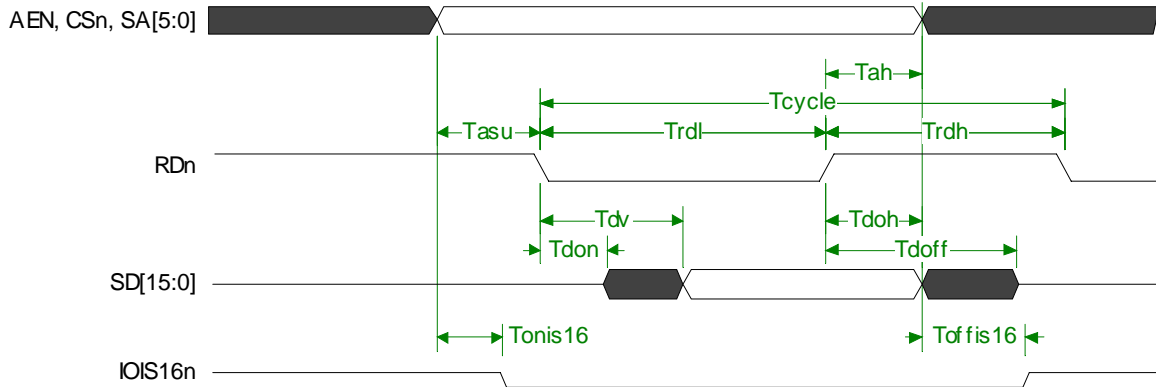 AEN, CSn, SA[5:0]
Tah
Tcycle
Tasu Trdl Trdh
RDn
Tdv Tdoh
Tdon Tdoff
SD[15:0]
Tonis16 Toffis16
IOIS16n